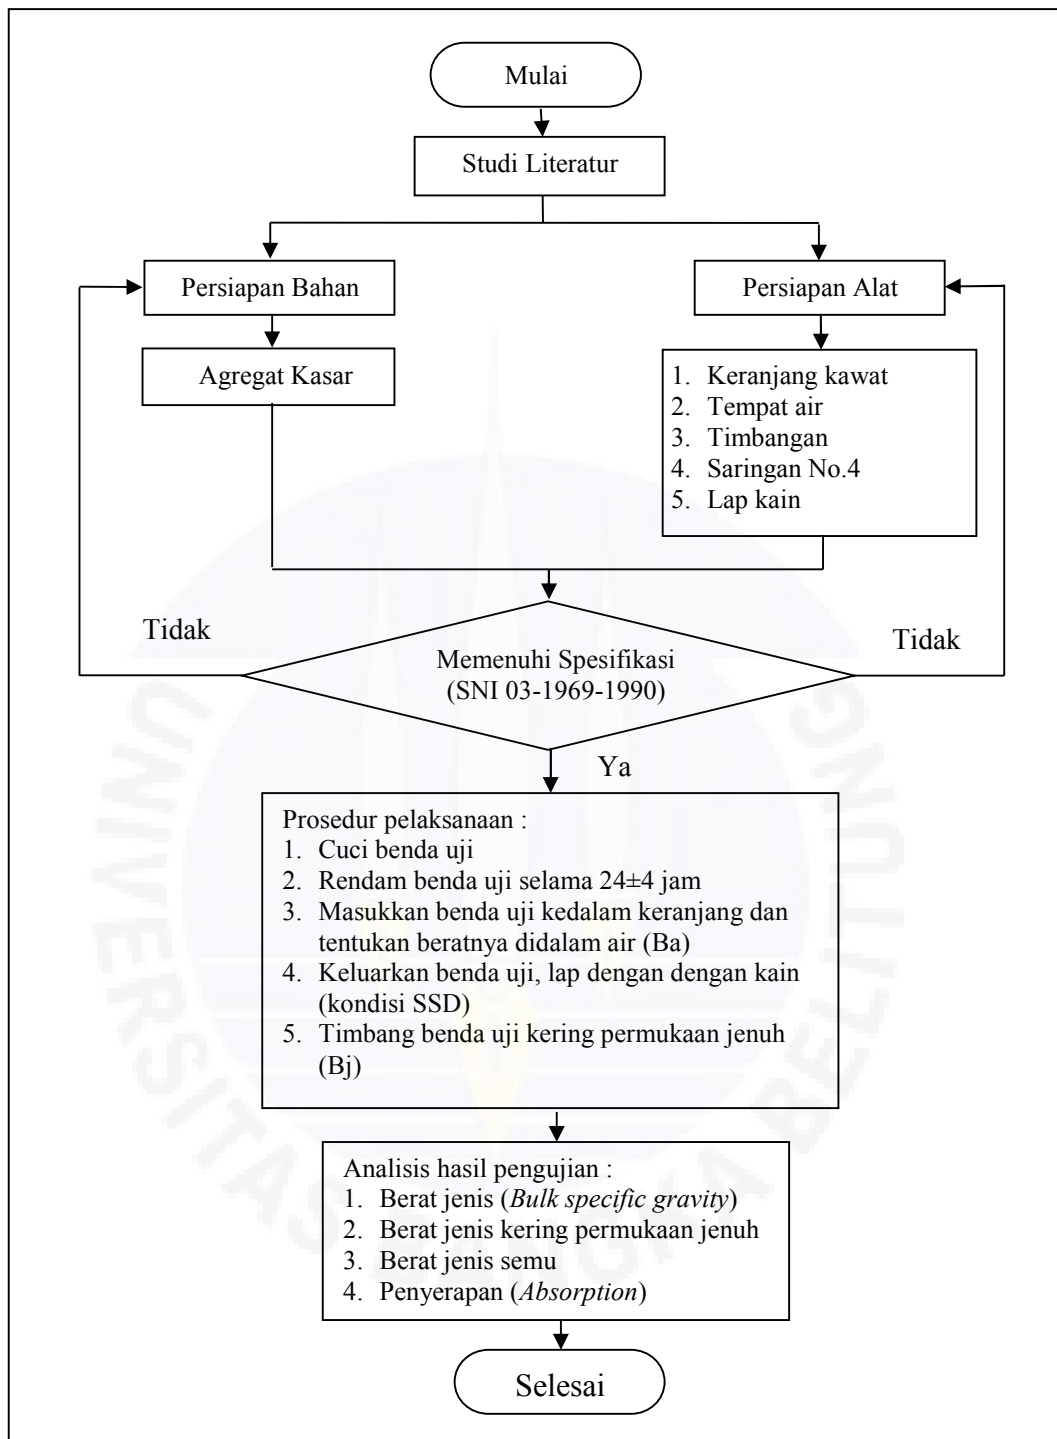 Mulai
Studi Literatur
Persiapan Bahan
Persiapan Alat
Agregat Kasar
1. Keranjang kawat
2. Tempat air
3. Timbangan
4. Saringan No.4
5. Lap kain
Tidak
Tidak
Memenuhi Spesifikasi
(SNI 03-1969-1990)
Ya
Prosedur pelaksanaan :
1. Cuci benda uji
2. Rendam benda uji selama 24±4 jam
3. Masukkan benda uji kedalam keranjang dan
tentukan beratnya didalam air (Ba)
4. Keluarkan benda uji, lap dengan dengan kain
(kondisi SSD)
5. Timbang benda uji kering permukaan jenuh
(Bj)
Analisis hasil pengujian :
1. Berat jenis (Bulk specific gravity)
2. Berat jenis kering permukaan jenuh
3. Berat jenis semu
4. Penyerapan (Absorption)
Selesai
UNIVERSITAS BANGKA BELITUNG